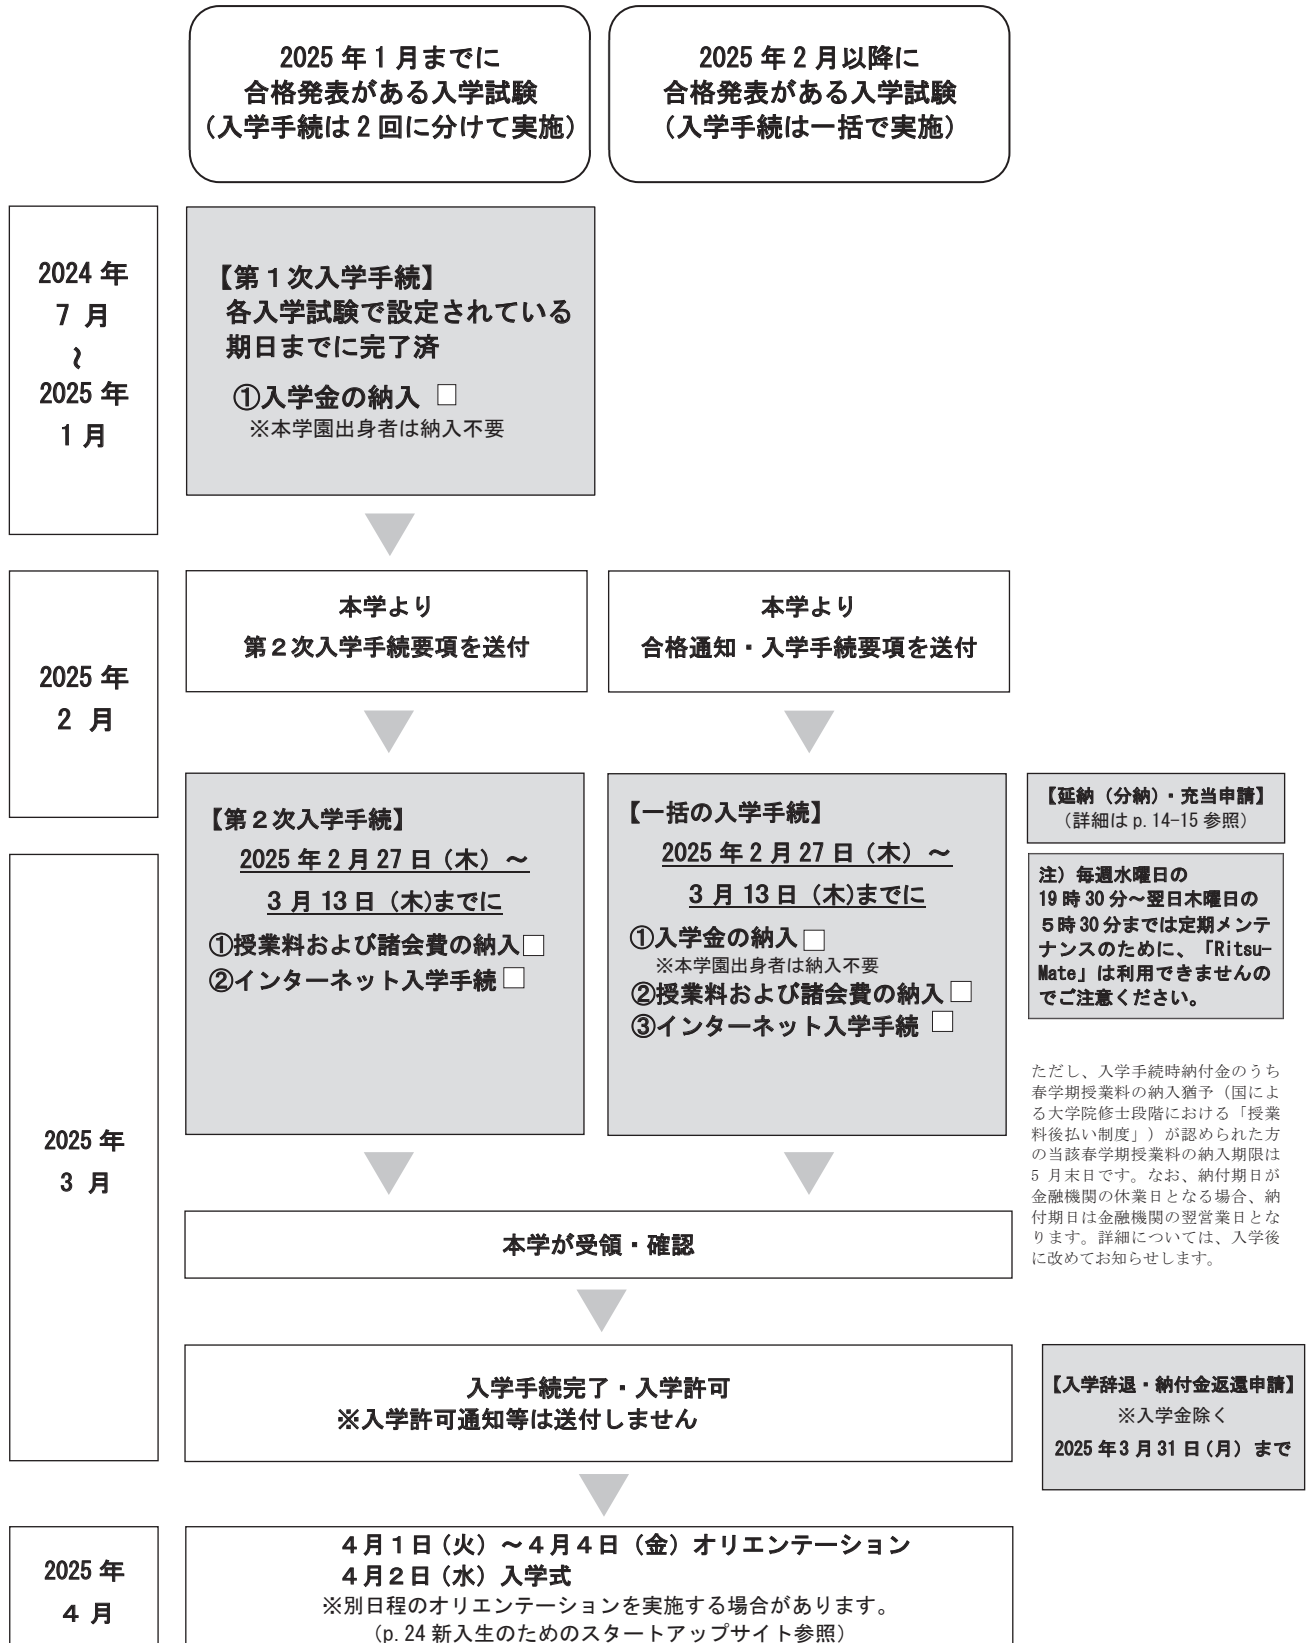 2025 年 1 月までに
合格発表がある入学試験
（入学手続は 2 回に分けて実施）
2025 年 2 月以降に
合格発表がある入学試験
（入学手続は一括で実施）
2024 年
7 月
～
2025 年
1 月
【第１次入学手続】
各入学試験で設定されている
期日までに完了済
①入学金の納入 □
※本学園出身者は納入不要
2025 年
2 月
本学より
第２次入学手続要項を送付
本学より
合格通知・入学手続要項を送付
【第２次入学手続】
2025 年 2 月 27 日（木）～
3 月 13 日（木)までに
①授業料および諸会費の納入□
②インターネット入学手続 □
【一括の入学手続】
2025 年 2 月 27 日（木）～
3 月 13 日（木)までに
①入学金の納入 □
※本学園出身者は納入不要
②授業料および諸会費の納入 □
③インターネット入学手続 □
【延納（分納）・充当申請】
（詳細は p.14-15 参照）
注）毎週水曜日の
19 時 30 分～翌日木曜日の
５時 30 分までは定期メンテ
ナンスのために、「Ritsu-
Mate」は利用できませんの
でご注意ください。
ただし、入学手続時納付金のうち
春学期授業料の納入猶予（国によ
る大学院修士段階における「授業
料後払い制度」）が認められた方
の当該春学期授業料の納入期限は
5 月末日です。なお、納付期日が
金融機関の休業日となる場合、納
付期日は金融機関の翌営業日とな
ります。詳細については、入学後
に改めてお知らせします。
2025 年
3 月
本学が受領・確認
入学手続完了・入学許可
※入学許可通知等は送付しません
【入学辞退・納付金返還申請】
※入学金除く
2025 年 3 月 31 日（月）まで
2025 年
４ 月
４月１日（火）～４月４日（金）オリエンテーション
４月２日（水）入学式
※別日程のオリエンテーションを実施する場合があります。
（p.24 新入生のためのスタートアップサイト参照）